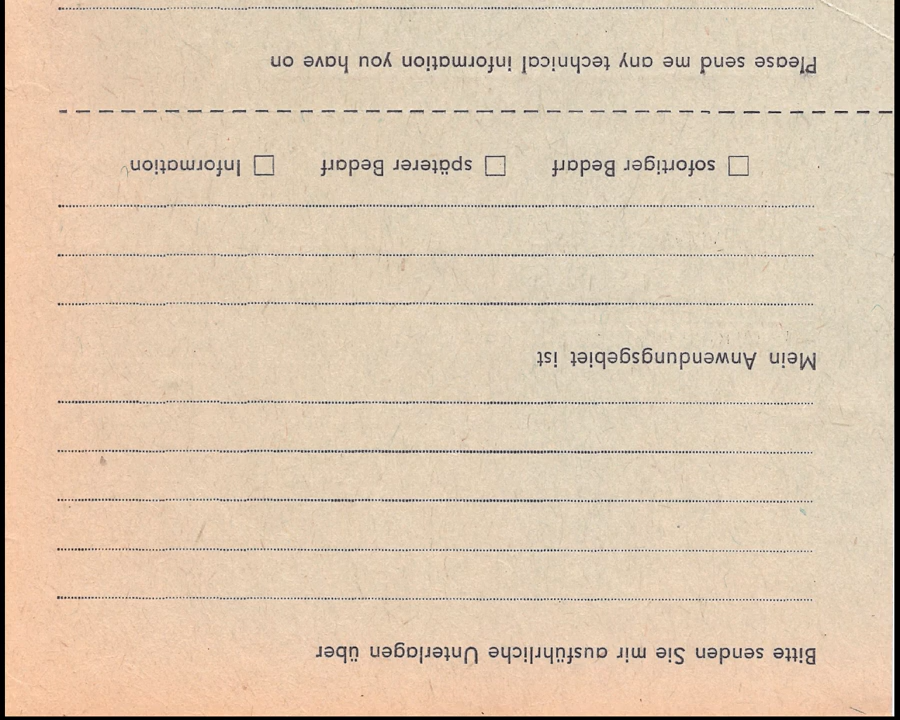 Bitte senden Sie mir ausführliche Unterlagen über
Mein Anwendungsgebiet ist
☐ sofortiger Bedarf ☐ späterer Bedarf ☐ Information
Please send me any technical information you have on